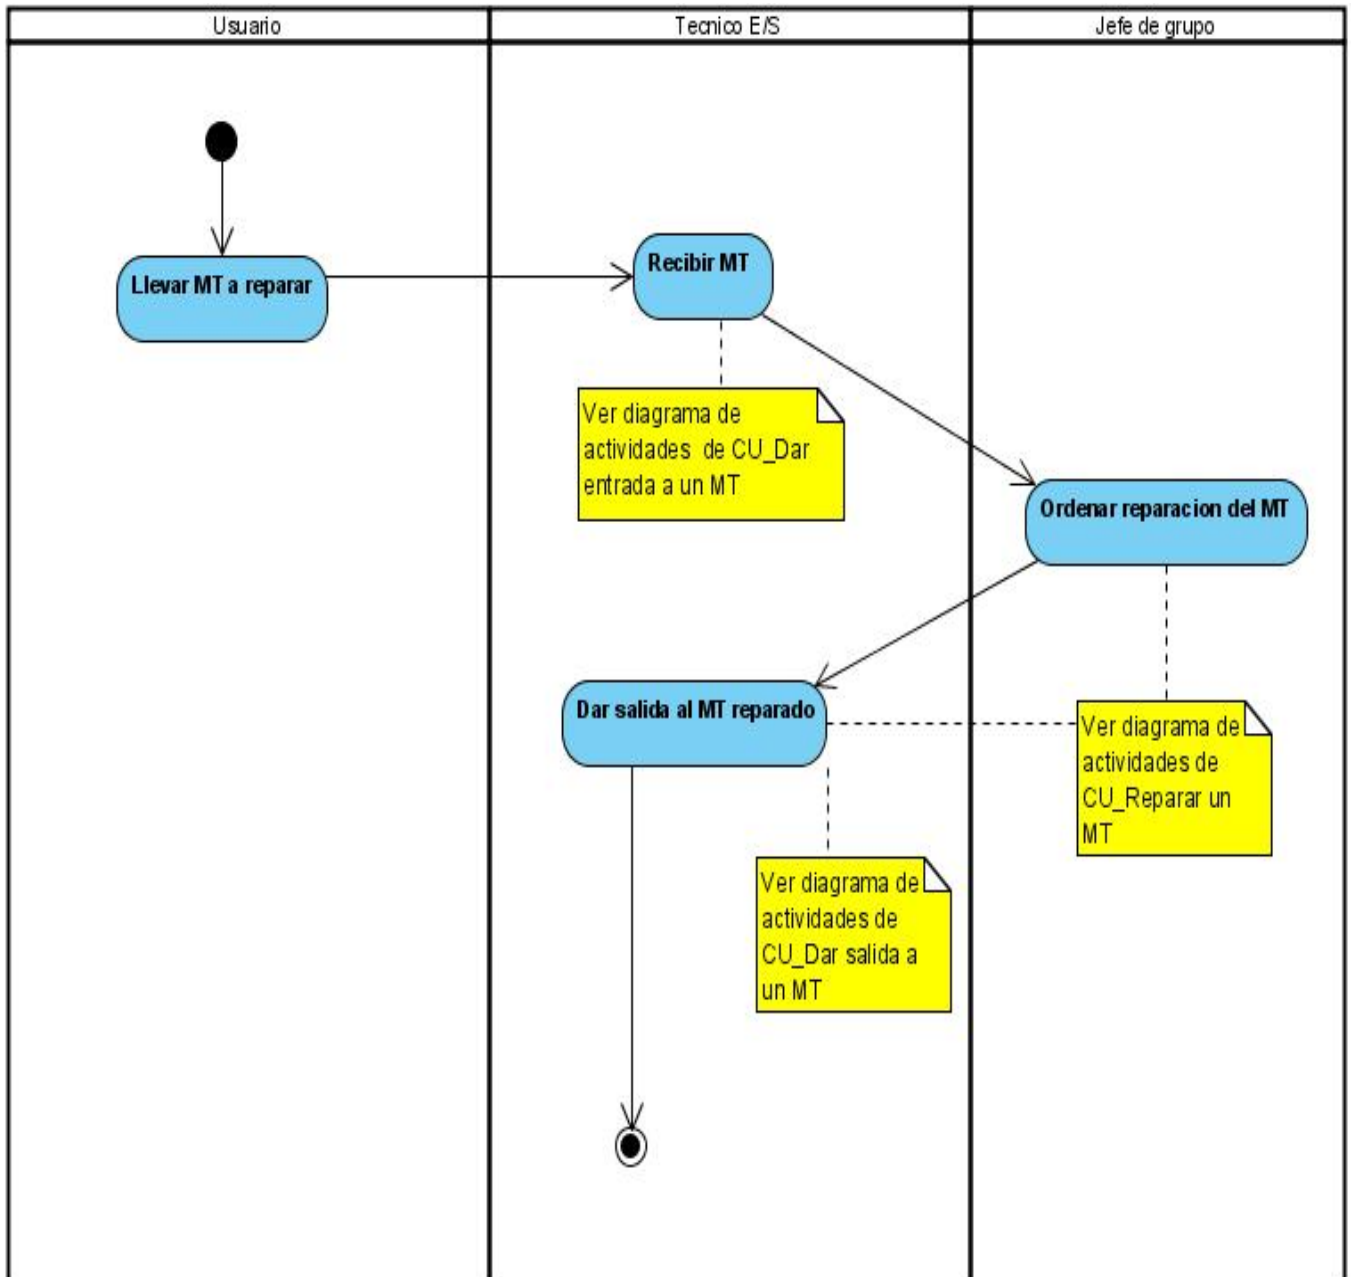 Usuario
Tecnico E/S
Jefe de grupo
Llevar MT a reparar
Recibir MT
Ver diagrama de
actividades de CU_Dar
entrada a un MT
Ordenar reparacion del MT
Dar salida al MT reparado
Ver diagrama de
actividades de
CU_Reparar un
MT
Ver diagrama de
actividades de
CU_Dar salida a
un MT